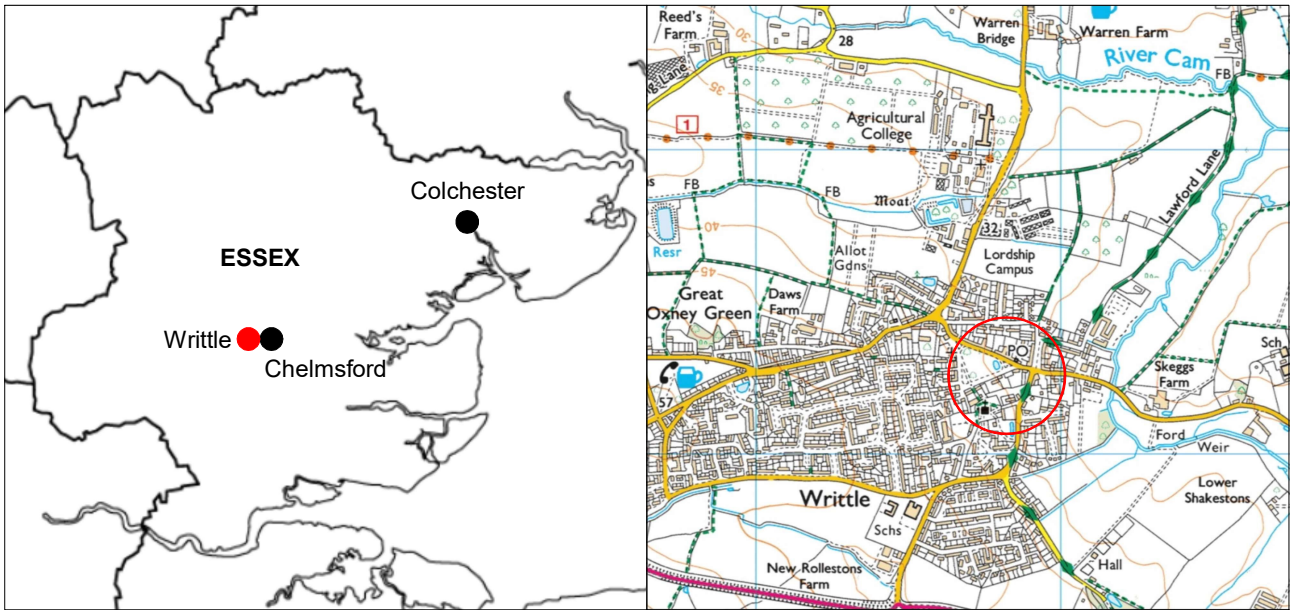 Colchester
ESSEX
Writtle
Chelmsford
Reed's
Farm
30
28
Warren
Bridge
Warren Farm
River Cam
FB
35
Agricultural
College
1
Lawford Lane
FB
FB
Moat
40
Resr
32
Allot
Gdns
Lordship
Campus
45
Great
Oxney Green
Daws
Farm
PO
Sch
Skeggs
Farm
57
Ford
Weir
Writtle
Lower
Shakestons
Schs
New Rollestons
Farm
Hall